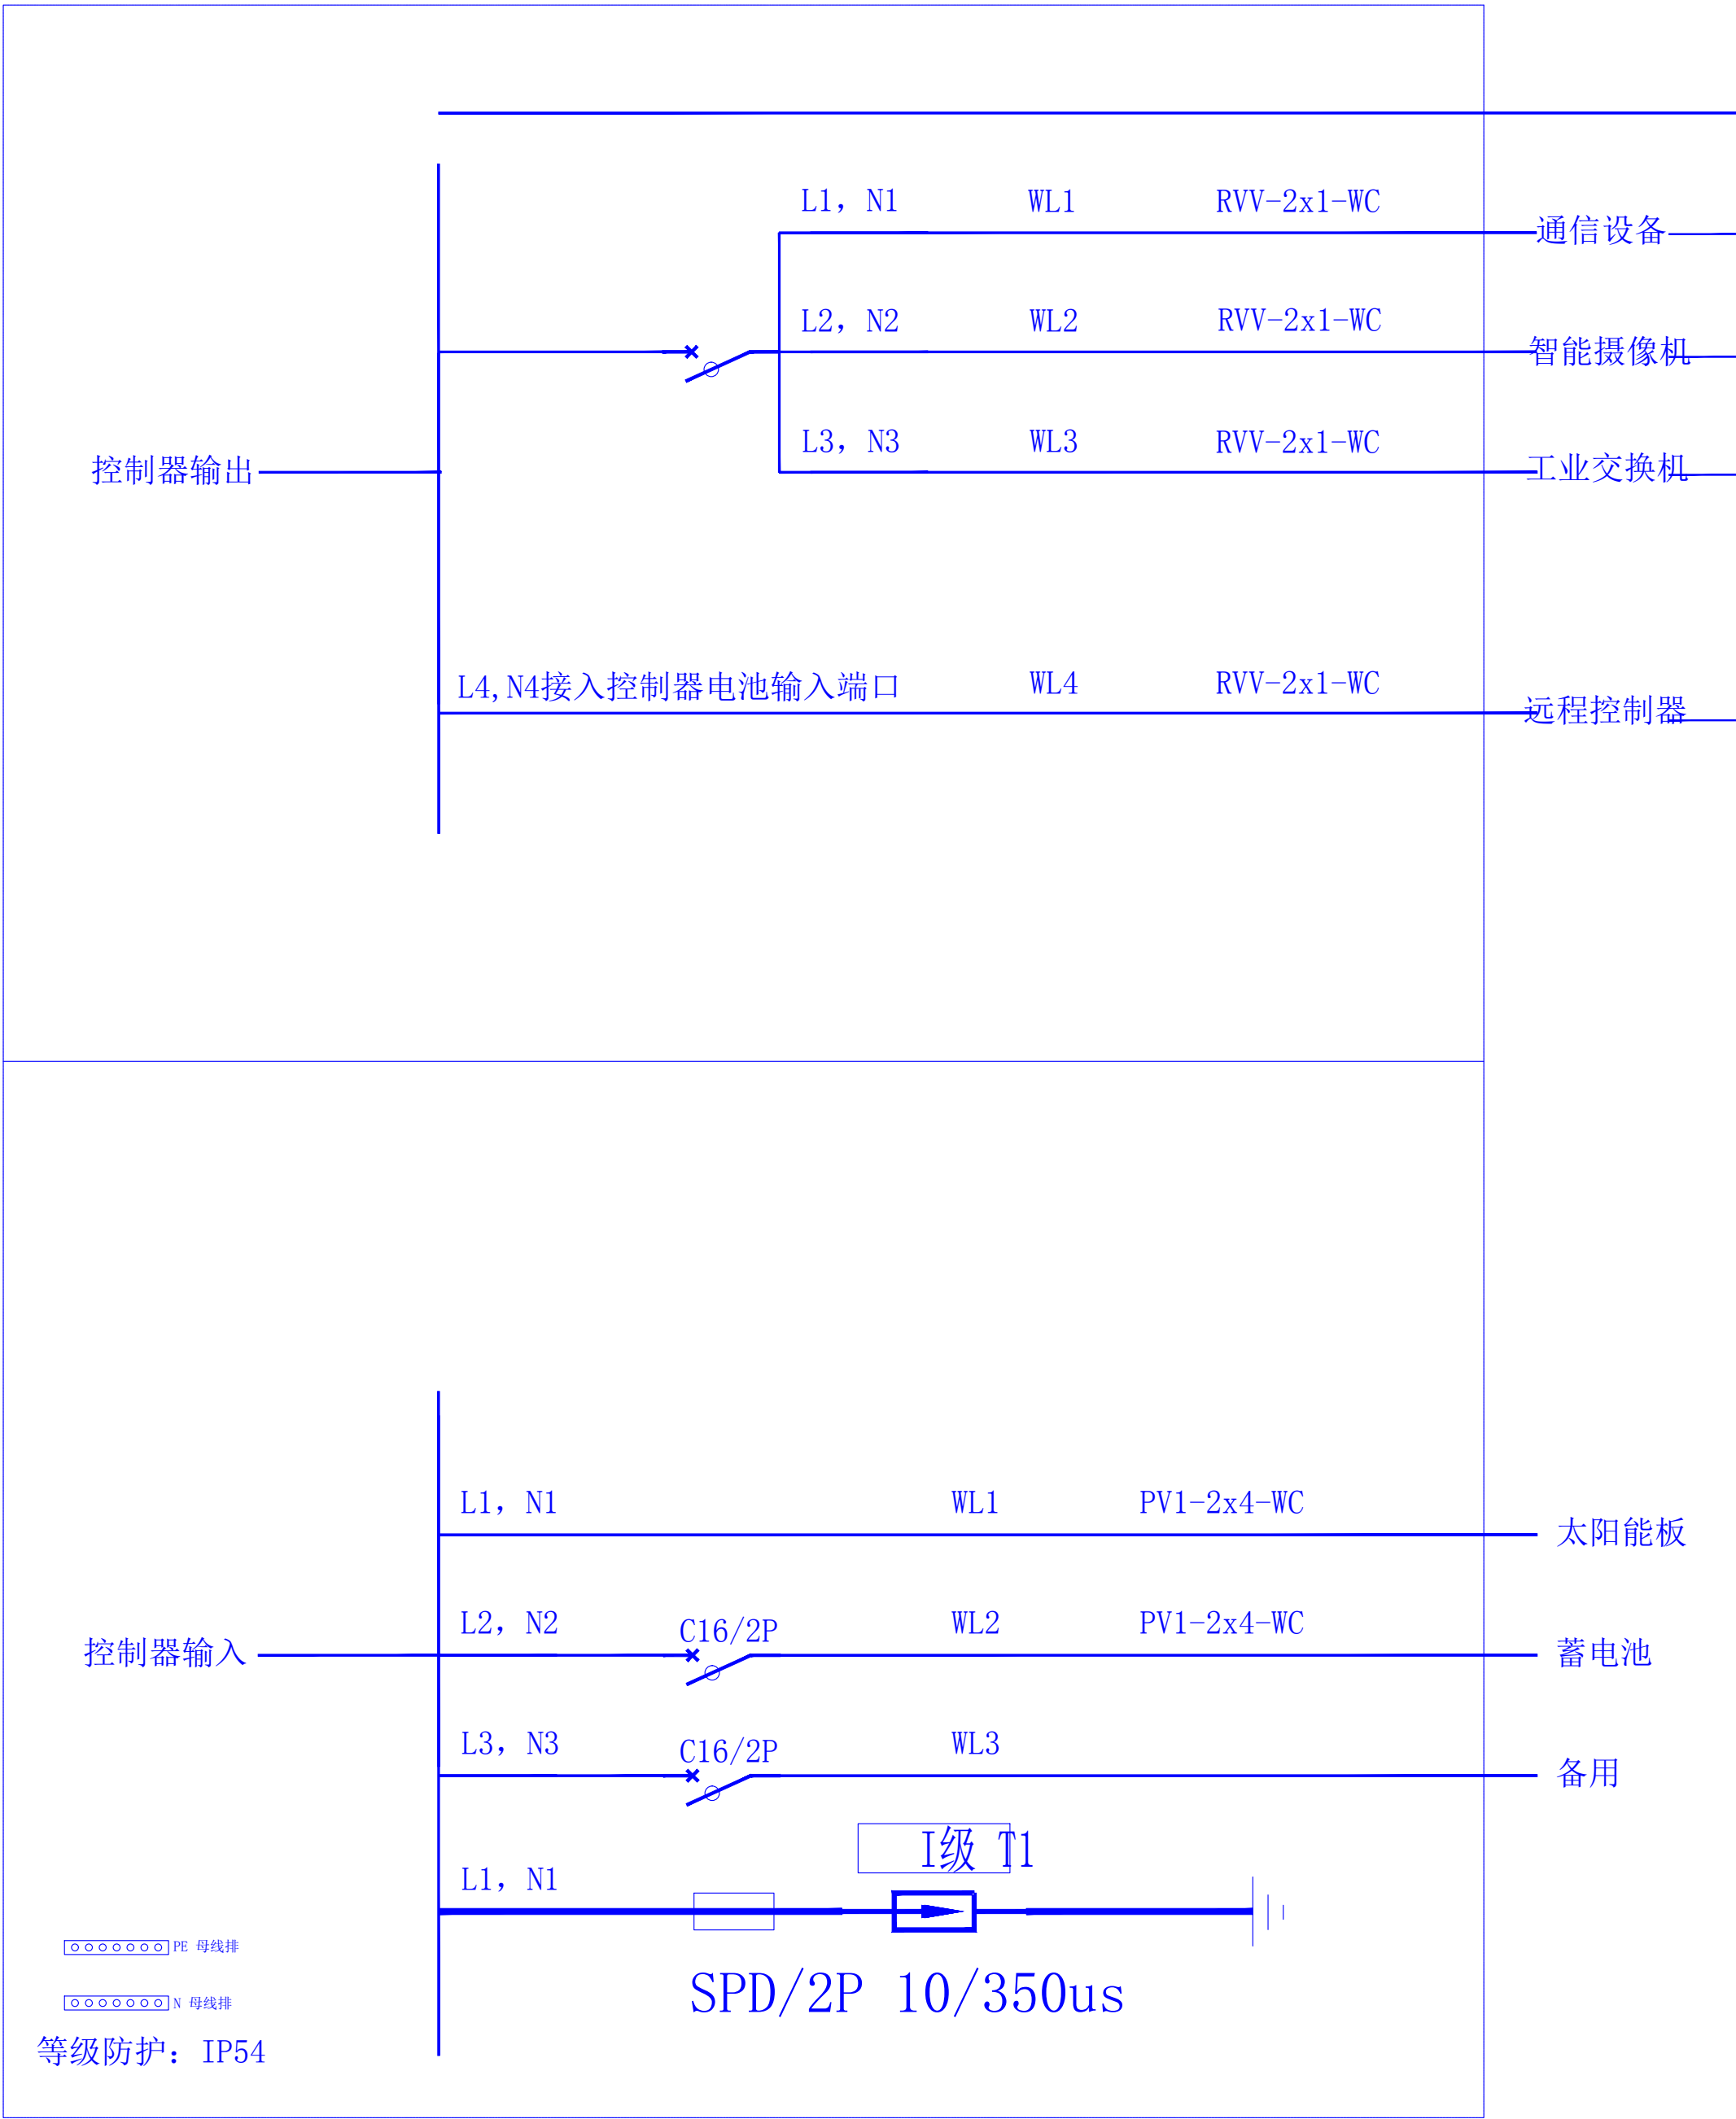 L1, N1 WL1 RVV-2x1-WC
通信设备
L2, N2 WL2 RVV-2x1-WC
智能摄像机
L3, N3 WL3 RVV-2x1-WC
工业交换机
控制器输出
L4,N4接入控制器电池输入端口 WL4 RVV-2x1-WC
远程控制器
L1, N1 WL1 PV1-2x4-WC
太阳能板
L2, N2 C16/2P WL2 PV1-2x4-WC
控制器输入
蓄电池
L3, N3 C16/2P WL3
备用
I级 T1
L1, N1
PE 母线排
SPD/2P 10/350us
N 母线排
等级防护: IP54